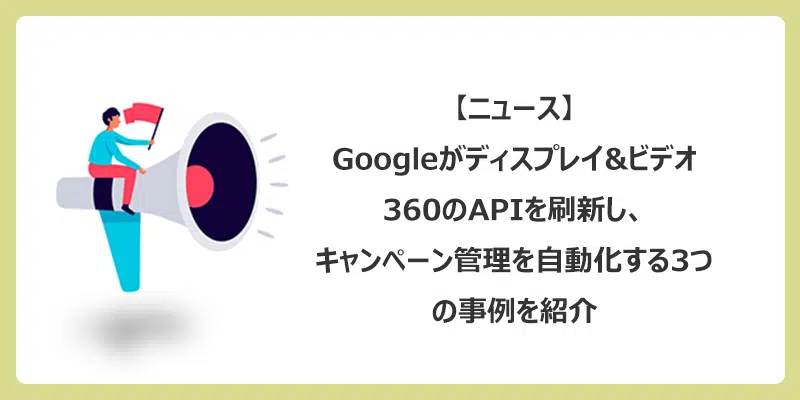 【ニュース】
Googleがディスプレイ&ビデオ
360のAPIを刷新し、
キャンペーン管理を自動化する3つ
の事例を紹介